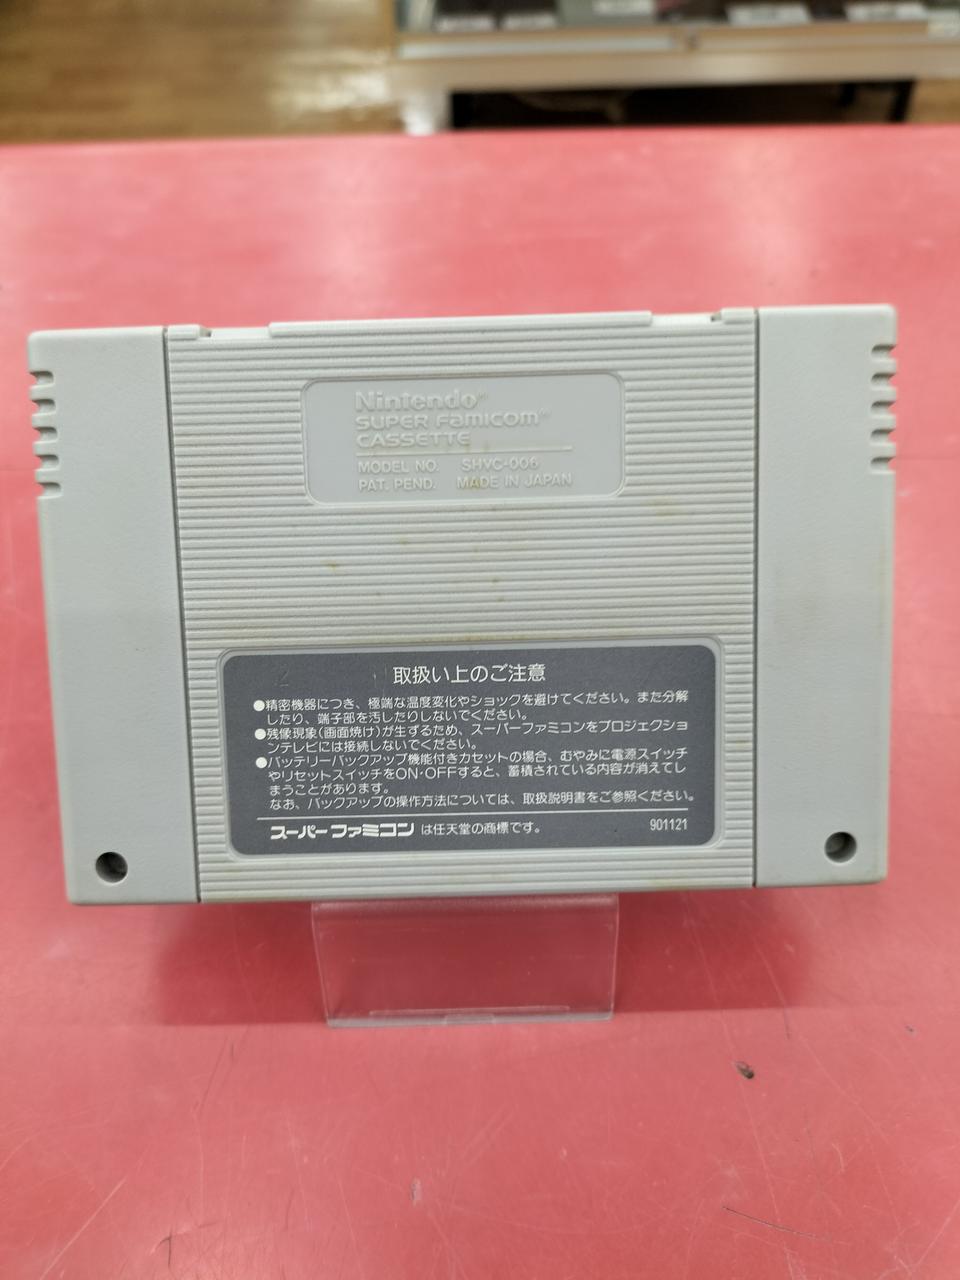 Nintendo®
SUPER FAMICOM®
CASSETTE
MODEL NO. SHVC-006
PAT. PEND. MADE IN JAPAN
2
取扱い上のご注意
●精密機器につき、極端な温度変化やショックを避けてください。また分解
したり、端子部を汚したりしないでください。
●残像現象(画面焼け)が生ずるため、スーパーファミコンをプロジェクショ
ンテレビには接続しないでください。
●バッテリーバックアップ機能付きカセットの場合、むやみに電源スイッチ
やリセットスイッチをON・OFFすると、蓄積されている内容が消えてし
まうことがあります。
なお、バックアップの操作方法については、取扱説明書をご参照ください。
スーパーファミコン は任天堂の商標です。 901121